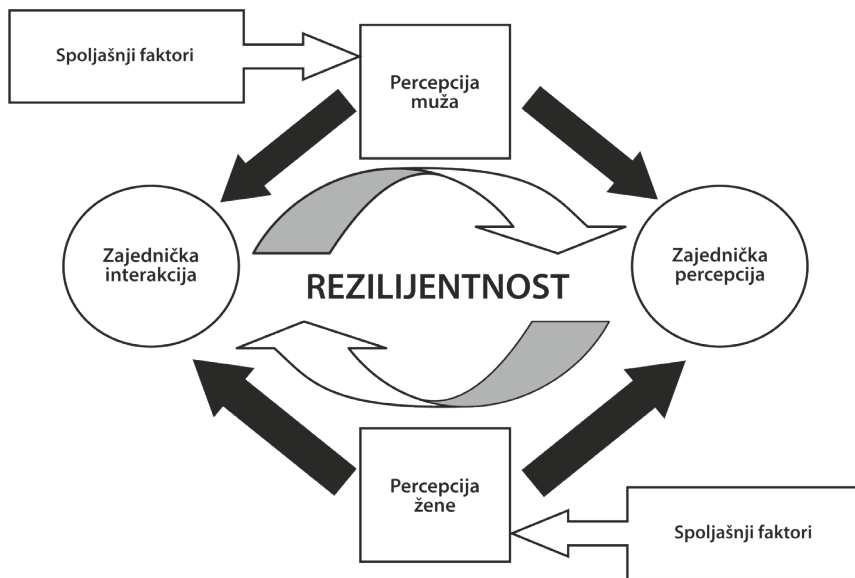 Spoljašnji faktori
Percepcija
muža
Zajednička
interakcija
REZILIJENTNOST
Zajednička
percepcija
Percepcija
žene
Spoljašnji faktori